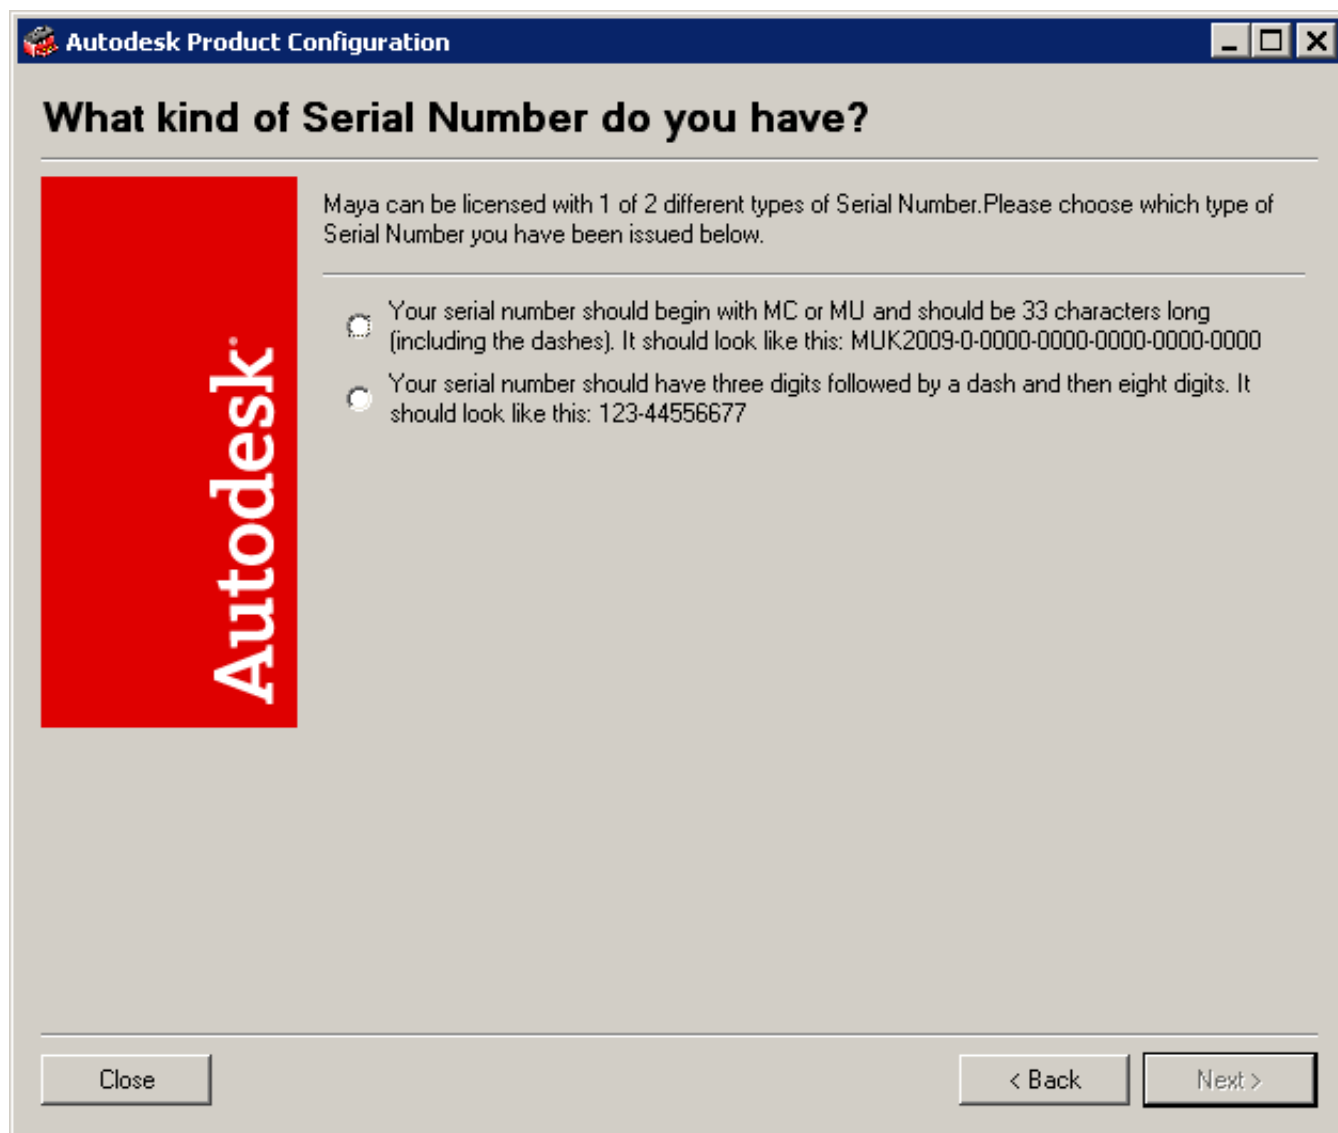 Autodesk Product Configuration
What kind of Serial Number do you have?
Autodesk
Maya can be licensed with 1 of 2 different types of Serial Number.Please choose which type of
Serial Number you have been issued below.
Your serial number should begin with MC or MU and should be 33 characters long
(including the dashes). It should look like this: MUK2009-0-0000-0000-0000-0000-0000
Your serial number should have three digits followed by a dash and then eight digits. It
should look like this: 123-44556677
Close
< Back
Next >